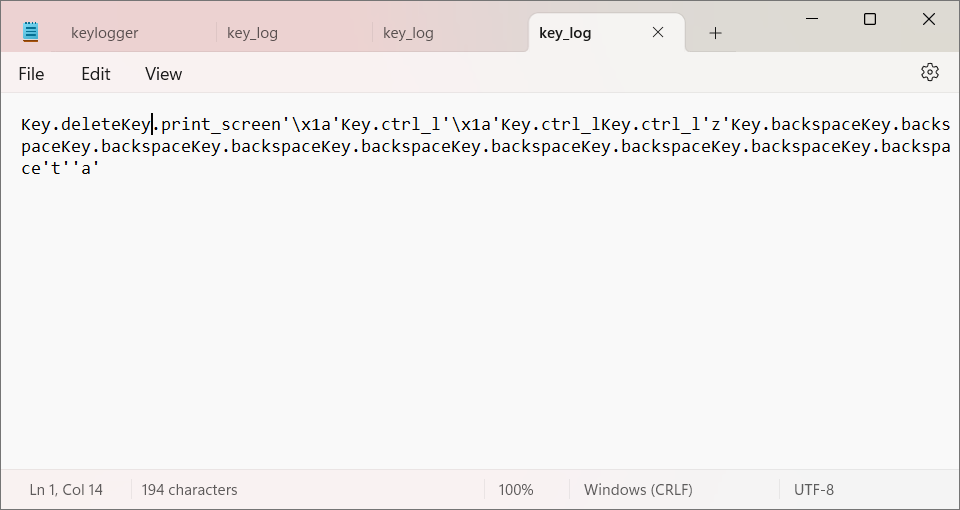 keylogger
key_log
key_log
key_log
File
Edit
View
Key.deleteKey.print_screen'\x1a'Key.ctrl_l'\x1a'Key.ctrl_lKey.ctrl_l'z'Key.backspaceKey.backs
paceKey.backspaceKey.backspaceKey.backspaceKey.backspaceKey.backspaceKey.backspaceKey.backspa
ce't''a'
Ln 1, Col 14
194 characters
100%
Windows (CRLF)
UTF-8